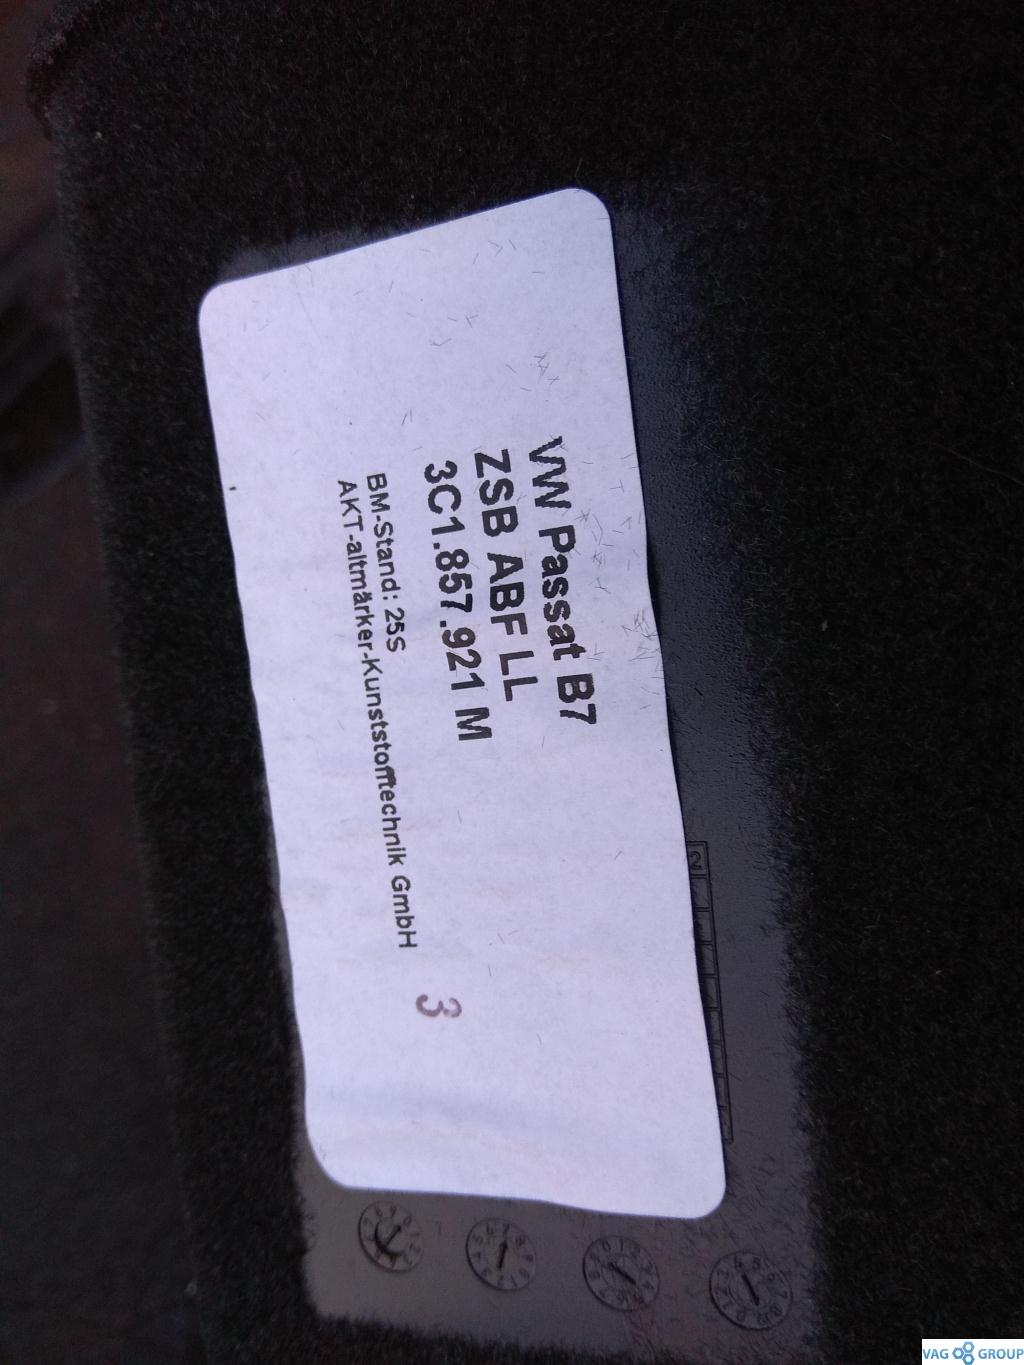 VW Passat B7
ZSB ABF LL
3C1.857.921 M
BM-Stand: 25S
AKT-altmärker-Kunststofftechnik GmbH
3
2
VAG GROUP